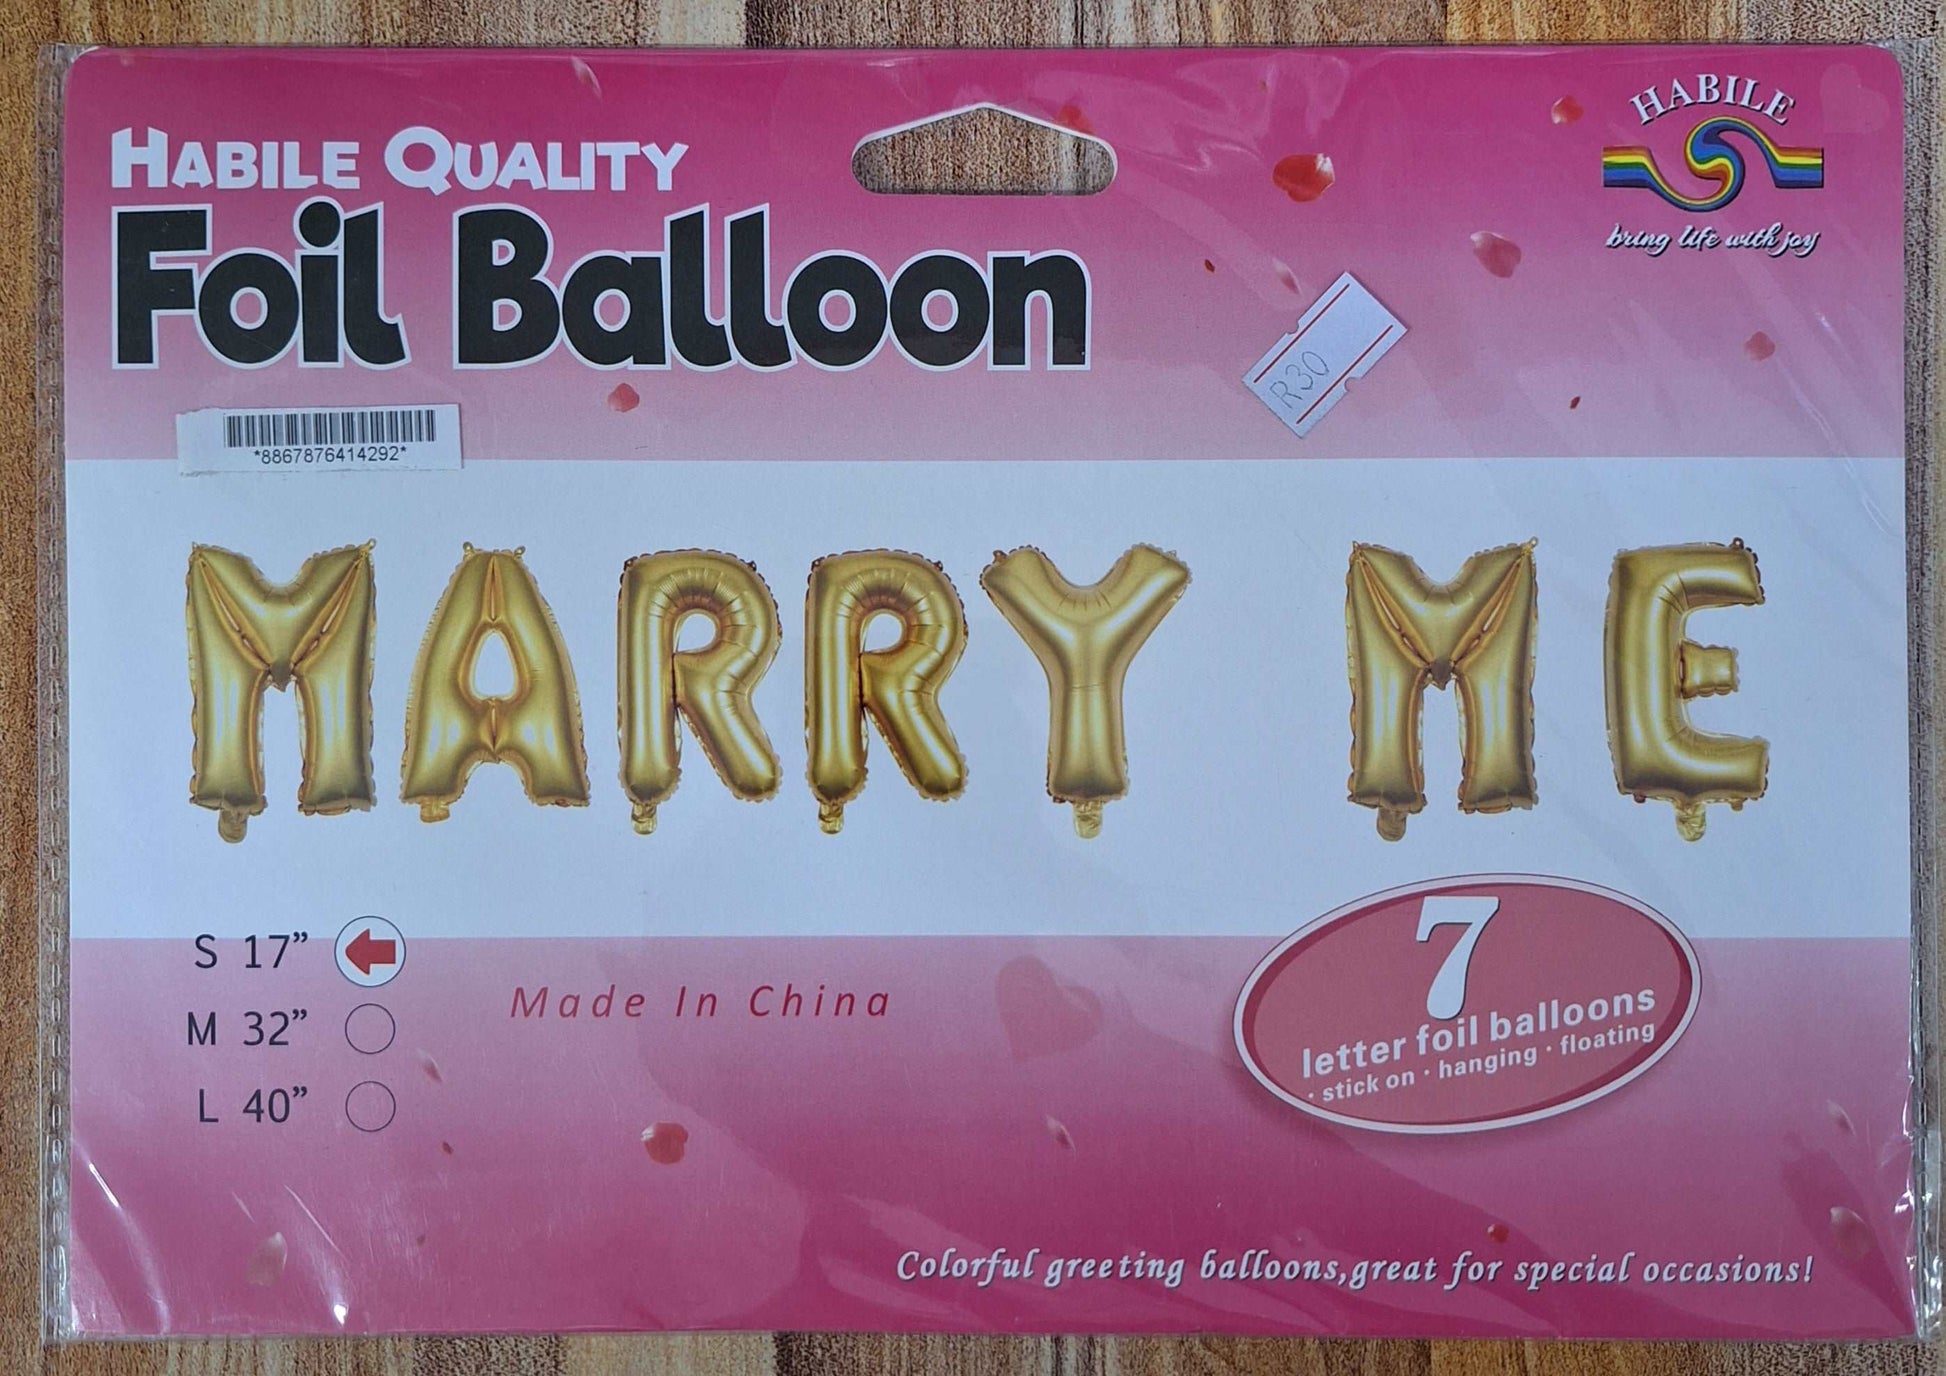 HABILE QUALITY
Foil Balloon
HABILE
bring life with joy
R30
*8867876414292*
MARRY ME
S 17”
M 32”
L 40”
Made In China
7
letter foil balloons
· stick on · hanging · floating
Colorful greeting balloons,great for special occasions!